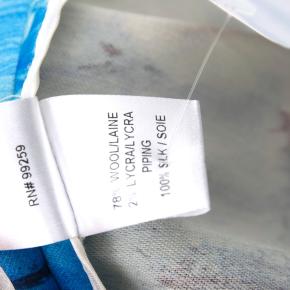 RN# 99259
78% WOOL/LAINE
2% LYCRA/LYCRA
PIPING
100% SILK / SOIE